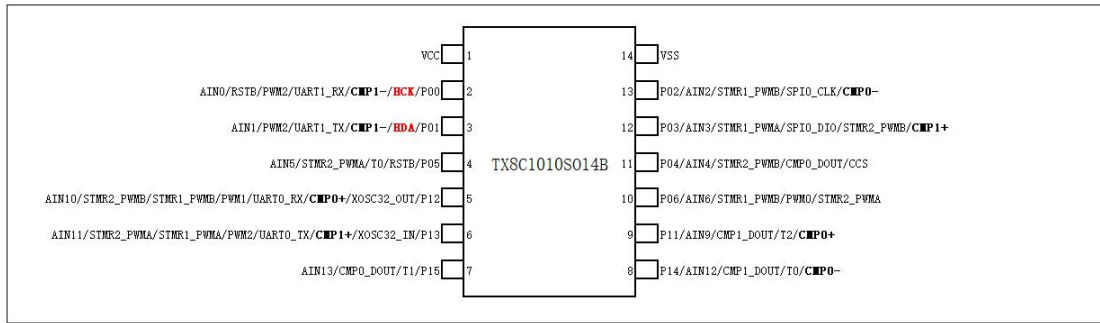 VCC 1 14 VSS
AIN0/RSTB/PWM2/UART1_RX/CMP1-/HCK/P00 2 13 P02/AIN2/STMR1_PWMB/SPI0_CLK/CMP0-
AIN1/PWM2/UART1_TX/CMP1-/HDA/P01 3 12 P03/AIN3/STMR1_PWMA/SPI0_DIO/STMR2_PWMB/CMP1+
AIN5/STMR2_PWMA/T0/RSTB/P05 4 TX8C1010SO14B 11 P04/AIN4/STMR2_PWMB/CMP0_DOUT/CCS
AIN10/STMR2_PWMB/STMR1_PWMB/PWM1/UART0_RX/CMP0+/XOSC32_OUT/P12 5 10 P06/AIN6/STMR1_PWMB/PWM0/STMR2_PWMA
AIN11/STMR2_PWMA/STMR1_PWMA/PWM2/UART0_TX/CMP1+/XOSC32_IN/P13 6 9 P11/AIN9/CMP1_DOUT/T2/CMP0+
AIN13/CMP0_DOUT/T1/P15 7 8 P14/AIN12/CMP1_DOUT/T0/CMP0-